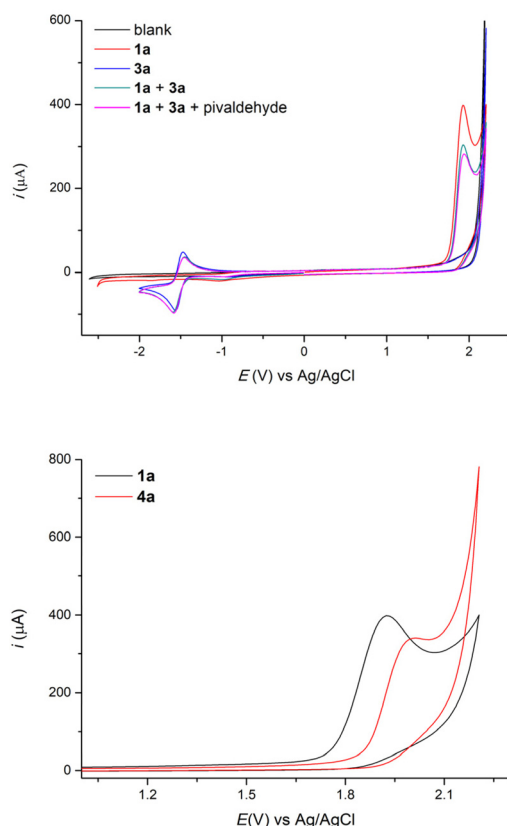 600
400
200
0
i (μA)
blank
1a
3a
1a + 3a
1a + 3a + pivaldehyde
-2 -1 0 1 2
E (V) vs Ag/AgCl
800
600
400
200
0
i (μA)
1a
4a
1.2 1.5 1.8 2.1
E(V) vs Ag/AgCl